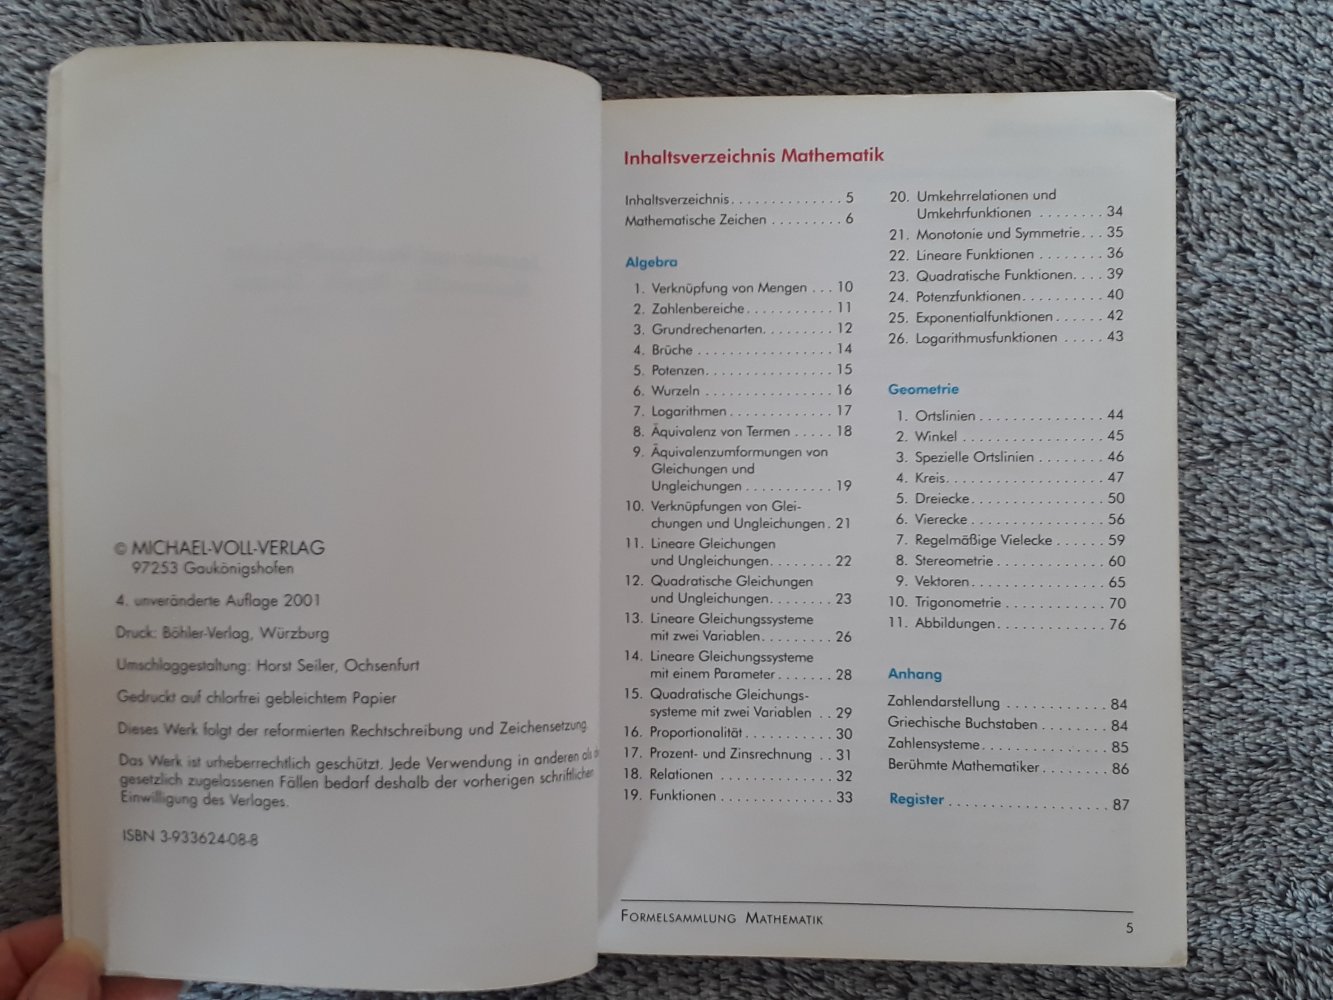 © MICHAEL-VOLL-VERLAG
97253 Gaukönigshofen
4. unveränderte Auflage 2001
Druck: Böhler-Verlag, Würzburg
Umschlaggestaltung: Horst Seiler, Ochsenfurt
Gedruckt auf chlorfrei gebleichtem Papier
Dieses Werk folgt der reformierten Rechtschreibung und Zeichensetzung
Das Werk ist urheberrechtlich geschützt. Jede Verwendung in anderen als
gesetzlich zugelassenen Fällen bedarf deshalb der vorherigen schriftlichen
Einwilligung des Verlages.
ISBN 3-933624-08-8
Inhaltsverzeichnis Mathematik
Inhaltsverzeichnis. . . . . . . . . . . . . . 5
Mathematische Zeichen . . . . . . . . . 6
Algebra
1. Verknüpfung von Mengen . . . 10
2. Zahlenbereiche. . . . . . . . . . . 11
3. Grundrechenarten. . . . . . . . . 12
4. Brüche . . . . . . . . . . . . . . . . . 14
5. Potenzen. . . . . . . . . . . . . . . . 15
6. Wurzeln . . . . . . . . . . . . . . . . 16
7. Logarithmen . . . . . . . . . . . . . 17
8. Äquivalenz von Termen . . . . . 18
9. Äquivalenzumformungen von
Gleichungen und
Ungleichungen . . . . . . . . . . . 19
10. Verknüpfungen von Glei-
chungen und Ungleichungen . 21
11. Lineare Gleichungen
und Ungleichungen. . . . . . . . 22
12. Quadratische Gleichungen
und Ungleichungen. . . . . . . . 23
13. Lineare Gleichungssysteme
mit zwei Variablen. . . . . . . . . 26
14. Lineare Gleichungssysteme
mit einem Parameter . . . . . . . 28
15. Quadratische Gleichungs-
systeme mit zwei Variablen . . 29
16. Proportionalität. . . . . . . . . . . 30
17. Prozent- und Zinsrechnung . . 31
18. Relationen . . . . . . . . . . . . . . 32
19. Funktionen . . . . . . . . . . . . . . 33
20. Umkehrrelationen und
Umkehrfunktionen . . . . . . . . 34
21. Monotonie und Symmetrie. . . 35
22. Lineare Funktionen . . . . . . . . 36
23. Quadratische Funktionen. . . . 39
24. Potenzfunktionen. . . . . . . . . . 40
25. Exponentialfunktionen . . . . . . 42
26. Logarithmusfunktionen . . . . . 43
Geometrie
1. Ortslinien . . . . . . . . . . . . . . . 44
2. Winkel . . . . . . . . . . . . . . . . . 45
3. Spezielle Ortslinien . . . . . . . . 46
4. Kreis. . . . . . . . . . . . . . . . . . . 47
5. Dreiecke. . . . . . . . . . . . . . . . 50
6. Vierecke . . . . . . . . . . . . . . . . 56
7. Regelmäßige Vielecke . . . . . . 59
8. Stereometrie . . . . . . . . . . . . . 60
9. Vektoren. . . . . . . . . . . . . . . . 65
10. Trigonometrie . . . . . . . . . . . . 70
11. Abbildungen. . . . . . . . . . . . . 76
Anhang
Zahlendarstellung . . . . . . . . . . . . 84
Griechische Buchstaben . . . . . . . . 84
Zahlensysteme. . . . . . . . . . . . . . . 85
Berühmte Mathematiker. . . . . . . . 86
Register . . . . . . . . . . . . . . . . . . . 87
FORMELSAMMLUNG MATHEMATIK
5